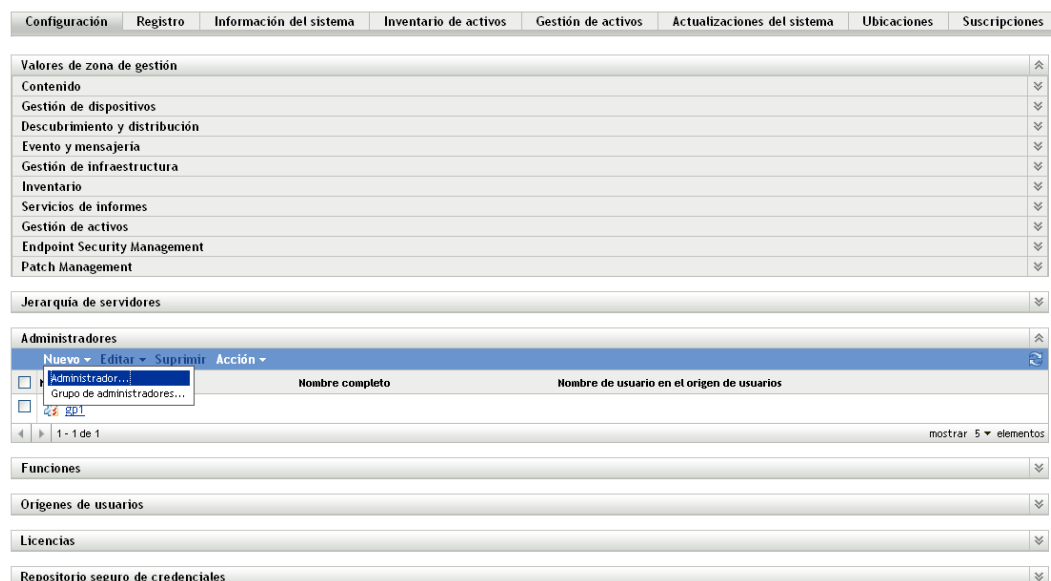 Configuración Registro Información del sistema Inventario de activos Gestión de activos Actualizaciones del sistema Ubicaciones Suscripciones
Valores de zona de gestión
Contenido
Gestión de dispositivos
Descubrimiento y distribución
Evento y mensajería
Gestión de infraestructura
Inventario
Servicios de informes
Gestión de activos
Endpoint Security Management
Patch Management
Jerarquía de servidores
Administradores
Nuevo Editar Suprimir Acción
Administrador...
Nombre completo Nombre de usuario en el origen de usuarios
Grupo de administradores...
gp1
1 - 1 de 1 mostrar 5 elementos
Funciones
Orígenes de usuarios
Licencias
Repositorio seguro de credenciales